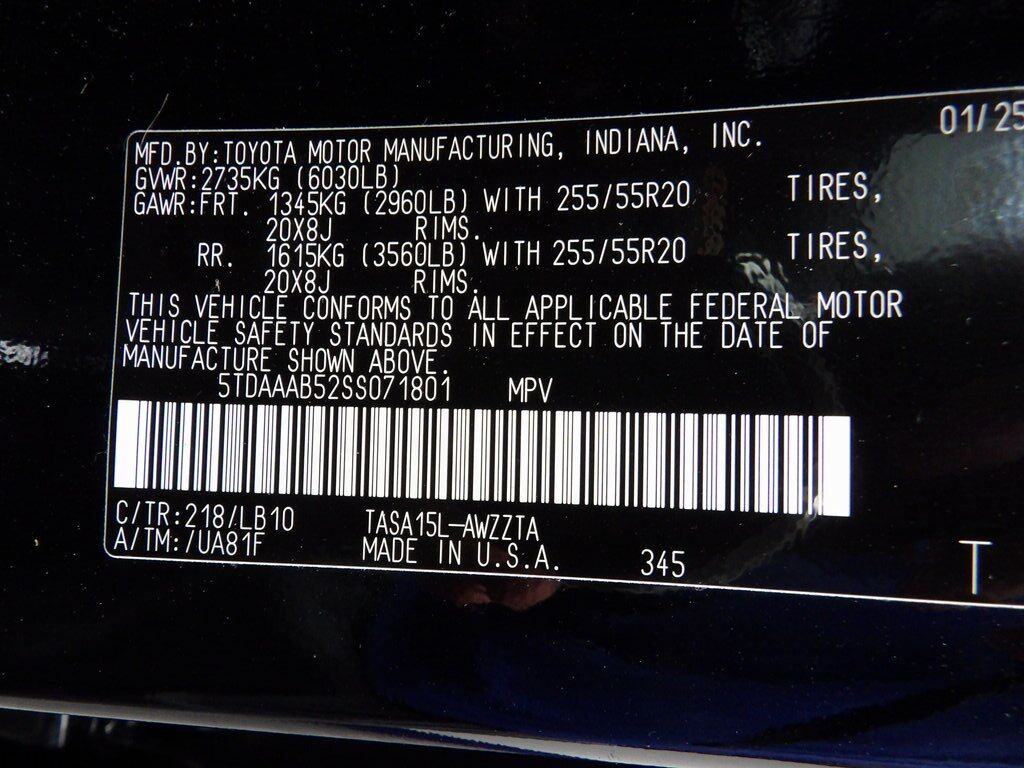 01/25
MFD.BY:TOYOTA MOTOR MANUFACTURING, INDIANA, INC.
GVWR:2735KG (6030LB)
GAWR:FRT. 1345KG (2960LB) WITH 255/55R20 TIRES,
20X8J RIMS.
RR. 1615KG (3560LB) WITH 255/55R20 TIRES,
20X8J RIMS.
THIS VEHICLE CONFORMS TO ALL APPLICABLE FEDERAL MOTOR
VEHICLE SAFETY STANDARDS IN EFFECT ON THE DATE OF
MANUFACTURE SHOWN ABOVE.
5TDAAAB52SS071801 MPV
C/TR:218/LB10 TASA15L-AWZZTA
A/TM:/UA81F MADE IN U.S.A. 345 T